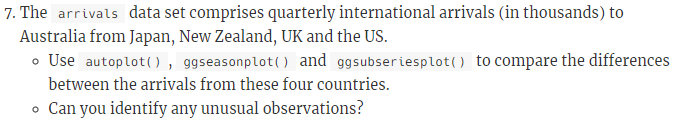 7. The arrivals data set comprises quarterly international arrivals (in thousands) to
Australia from Japan, New Zealand, UK and the US.
○ Use autoplot() , ggseasonplot() and ggsubseriesplot() to compare the differences
between the arrivals from these four countries.
○ Can you identify any unusual observations?